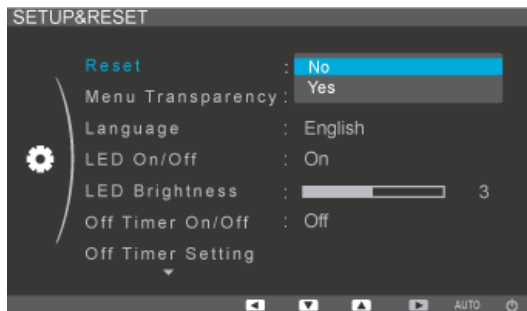 SETUP&RESET
Reset : No
Yes
Menu Transparency :
Language : English
LED On/Off : On
LED Brightness : 3
Off Timer On/Off : Off
Off Timer Setting
AUTO